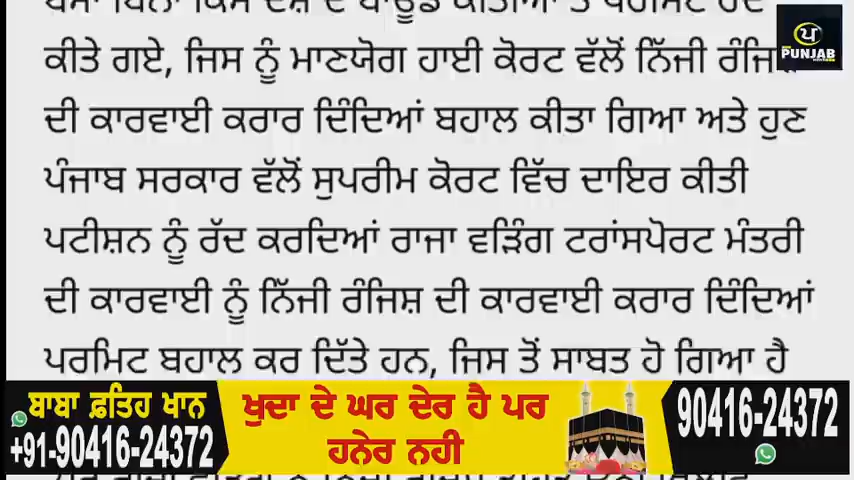 ਕੀਤੇ ਗਏ, ਜਿਸ ਨੂੰ ਮਾਣਯੋਗ ਹਾਈ ਕੋਰਟ ਵੱਲੋਂ ਨਿੱਜੀ ਰੰਜਿਸ਼
ਦੀ ਕਾਰਵਾਈ ਕਰਾਰ ਦਿੰਦਿਆਂ ਬਹਾਲ ਕੀਤਾ ਗਿਆ ਅਤੇ ਹੁਣ
ਪੰਜਾਬ ਸਰਕਾਰ ਵੱਲੋਂ ਸੁਪਰੀਮ ਕੋਰਟ ਵਿੱਚ ਦਾਇਰ ਕੀਤੀ
ਪਟੀਸ਼ਨ ਨੂੰ ਰੱਦ ਕਰਦਿਆਂ ਰਾਜਾ ਵੜਿੰਗ ਟਰਾਂਸਪੋਰਟ ਮੰਤਰੀ
ਦੀ ਕਾਰਵਾਈ ਨੂੰ ਨਿੱਜੀ ਰੰਜਿਸ਼ ਦੀ ਕਾਰਵਾਈ ਕਰਾਰ ਦਿੰਦਿਆਂ
ਪਰਮਿਟ ਬਹਾਲ ਕਰ ਦਿੱਤੇ ਹਨ, ਜਿਸ ਤੋਂ ਸਾਬਤ ਹੋ ਗਿਆ ਹੈ
PUNJAB
ਬਾਬਾ ਫ਼ਤਿਹ ਖਾਨ
+91-90416-24372
ਖੁਦਾ ਦੇ ਘਰ ਦੇਰ ਹੈ ਪਰ
ਹਨੇਰ ਨਹੀ
90416-24372